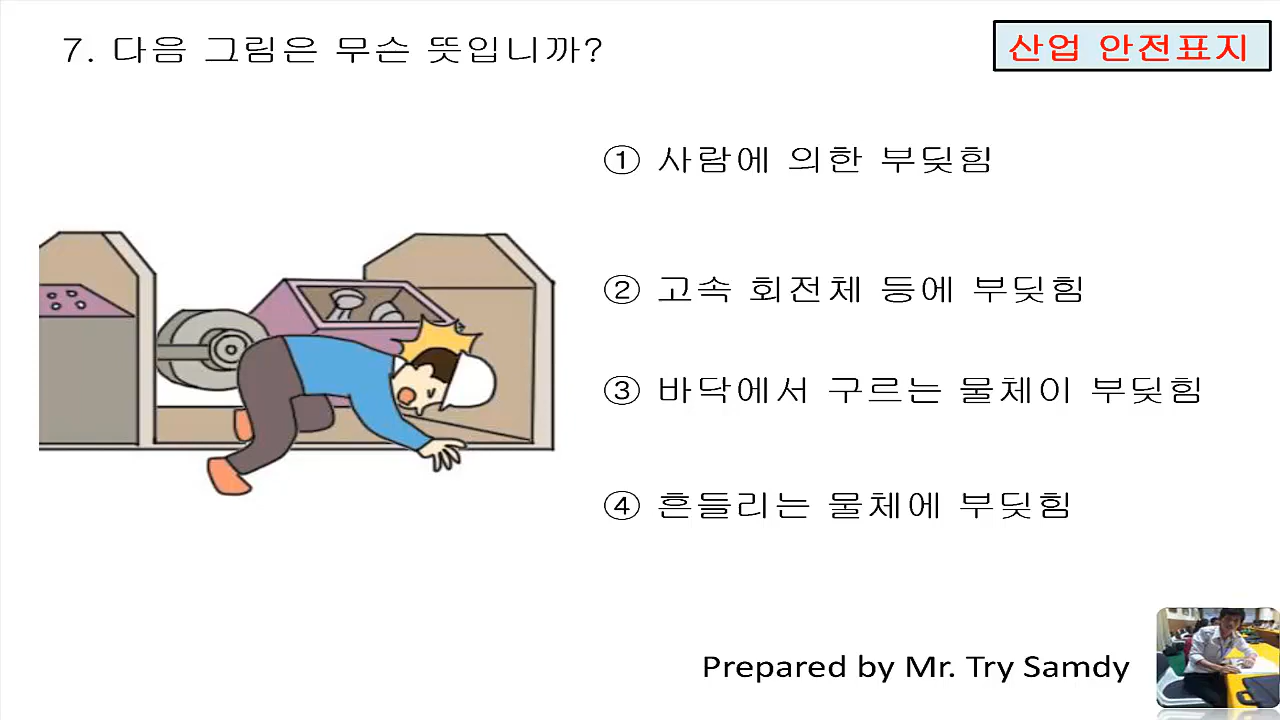 7. 다음 그림은 무슨 뜻입니까?
산업 안전표지
① 사람에 의한 부딪힘
② 고속 회전체 등에 부딪힘
③ 바닥에서 구르는 물체이 부딪힘
④ 흔들리는 물체에 부딪힘
Prepared by Mr. Try Samdy